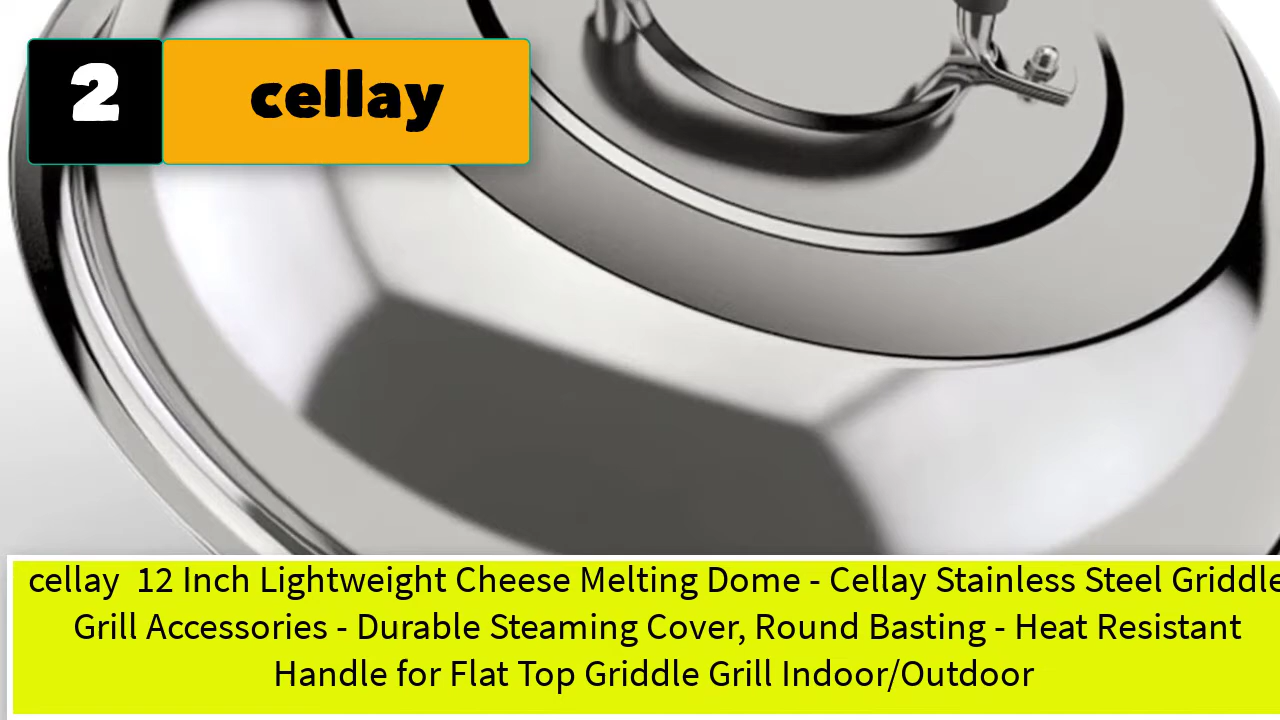 2
cellay
cellay 12 Inch Lightweight Cheese Melting Dome - Cellay Stainless Steel Griddle
Grill Accessories - Durable Steaming Cover, Round Basting - Heat Resistant
Handle for Flat Top Griddle Grill Indoor/Outdoor